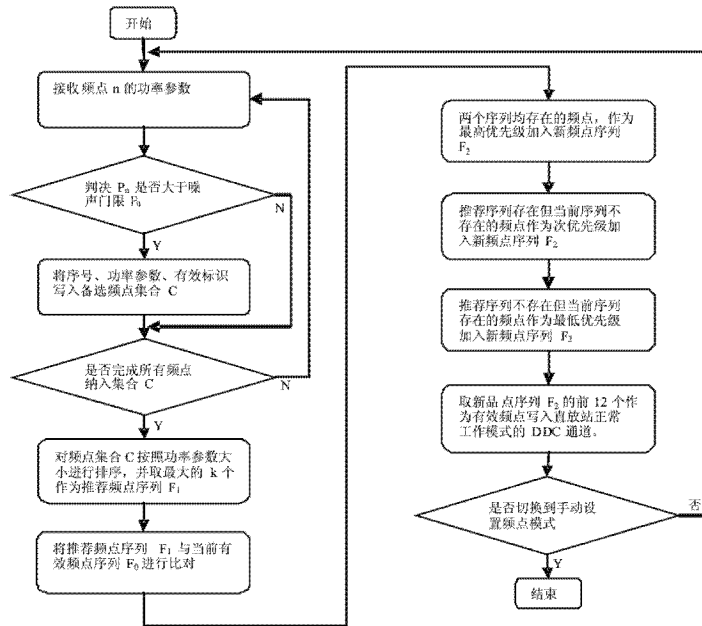 开始
接收频点 n 的功率参数
判决 Pn 是否大于噪
声门限 P0
N
Y
将序号、功率参数、有效标识
写入备选频点集合 C
是否完成所有频点
纳入集合 C
N
Y
对频点集合 C 按照功率参数大
小进行排序，并取最大的 k 个
作为推荐频点序列 F1
将推荐频点序列 F1 与当前有
效频点序列 F0 进行比对
两个序列均存在的频点，作为
最高优先级加入新频点序列
F2
推荐序列存在但当前序列不
存在的频点作为次优先级加
入新频点序列 F2
推荐序列不存在但当前序列
存在的频点作为最低优先级
加入新频点序列 F2
取新品点序列 F2 的前 12 个作
为有效频点写入直放站正常
工作模式的 DDC 通道。
是否切换到手动设
置频点模式
否
Y
结束